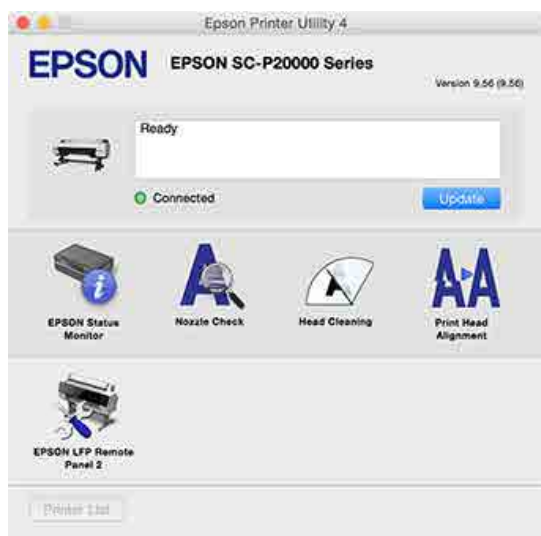 Epson Printer Utility 4
EPSON
EPSON SC-P20000 Series
Version 9.56 (9.56)
Ready
Connected
Update
EPSON Status
Monitor
Nozzle Check
Head Cleaning
Print Head
Alignment
EPSON LFP Remote
Panel 2
Printer List